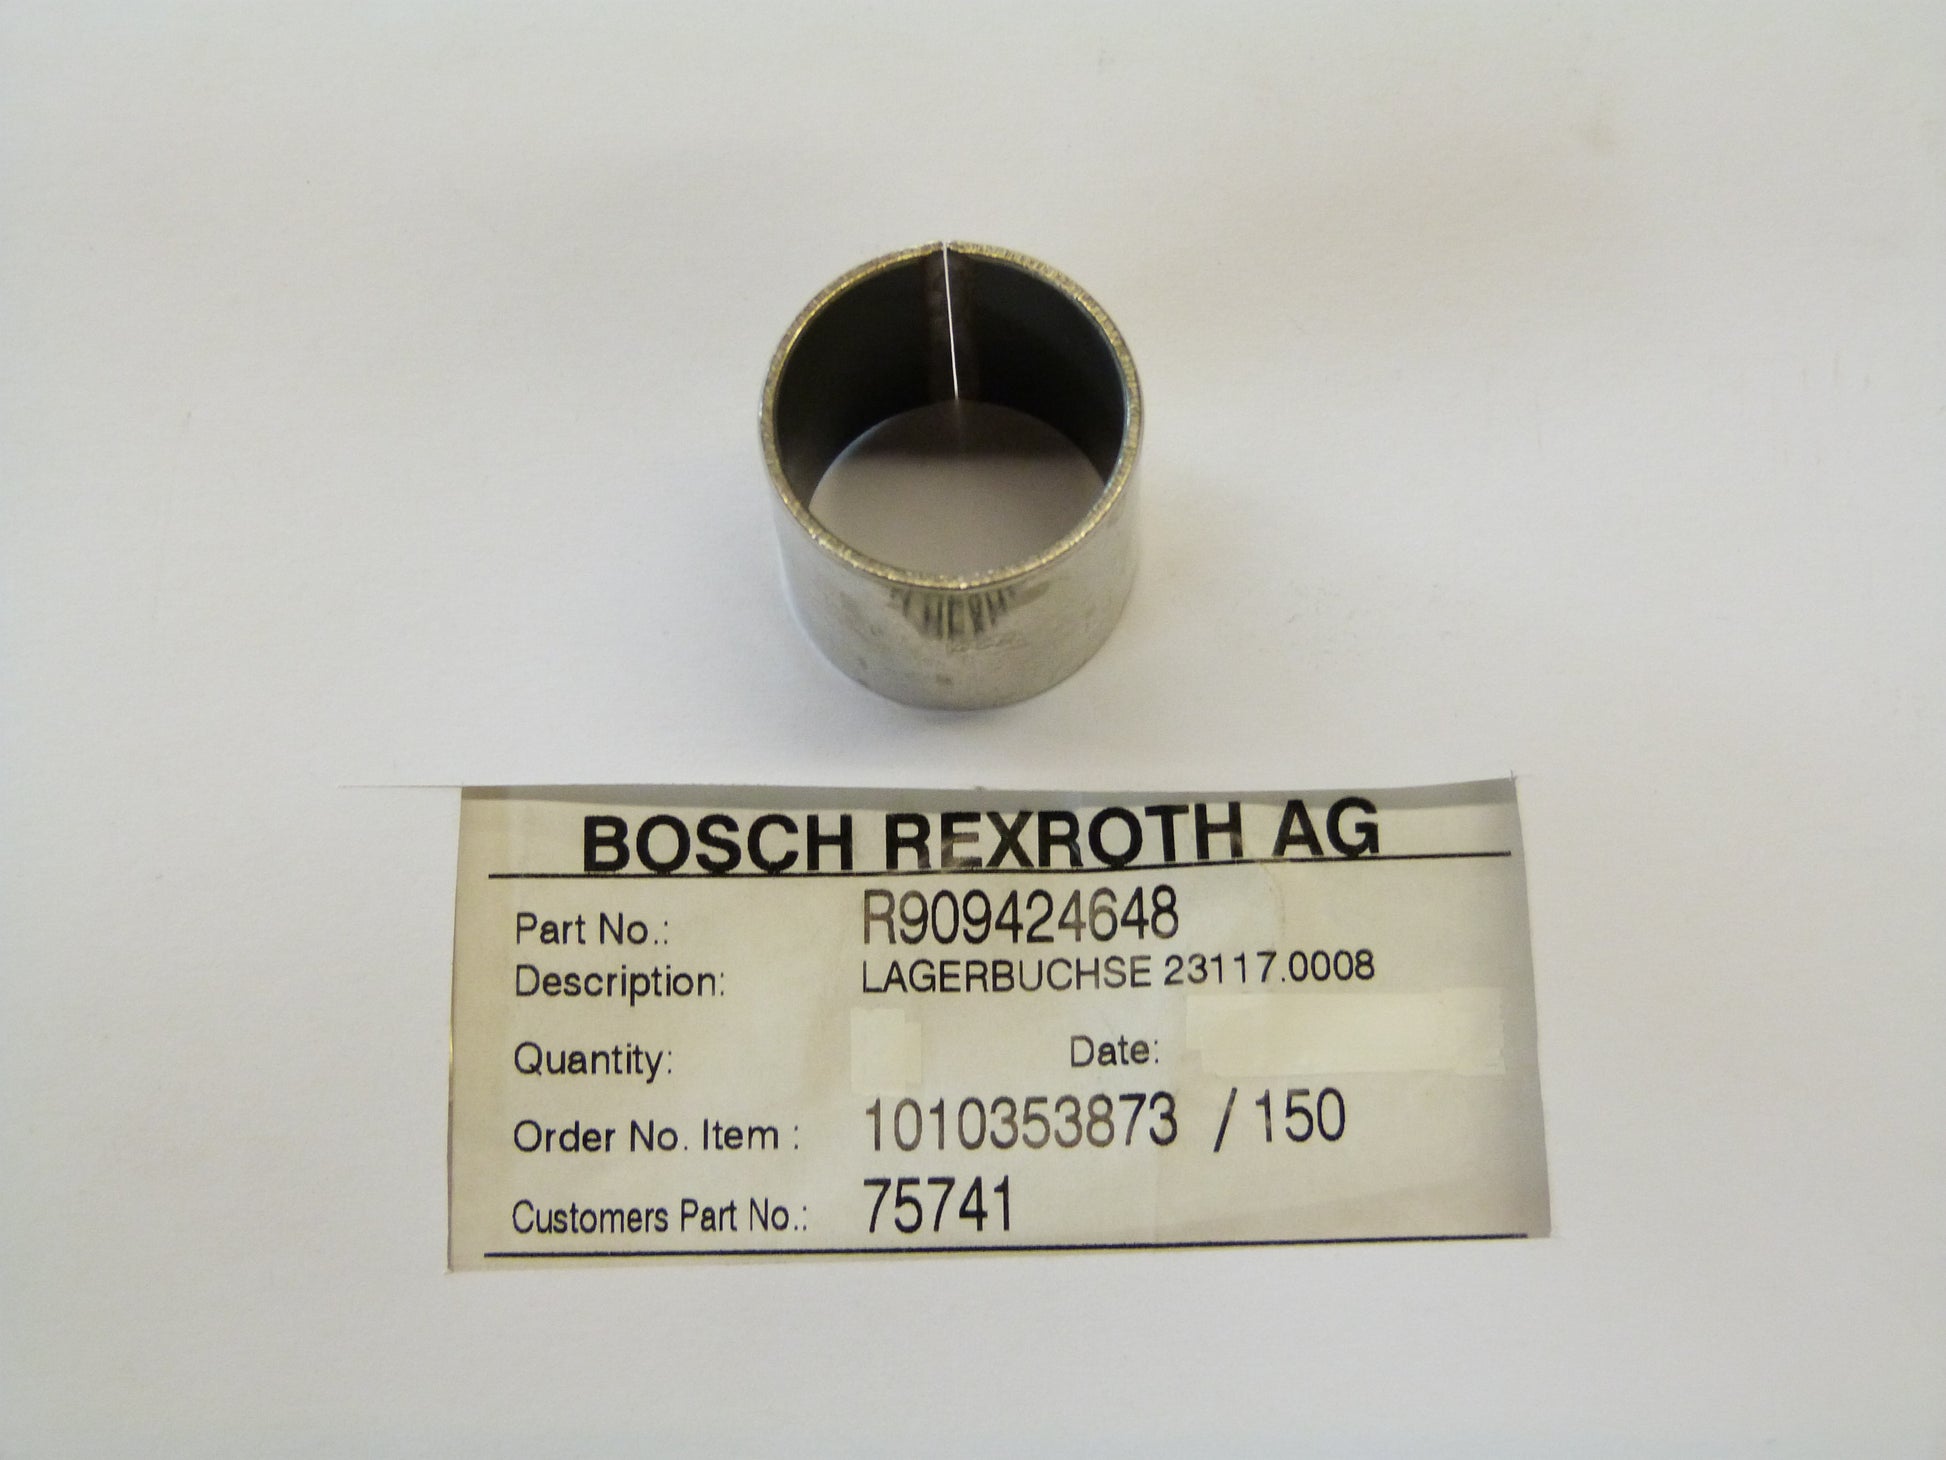 BOSCH REXROTH AG
Part No.: R909424648
Description: LAGERBUCHSE 23117.0008
Quantity: Date:
Order No. Item : 1010353873 / 150
Customers Part No.: 75741